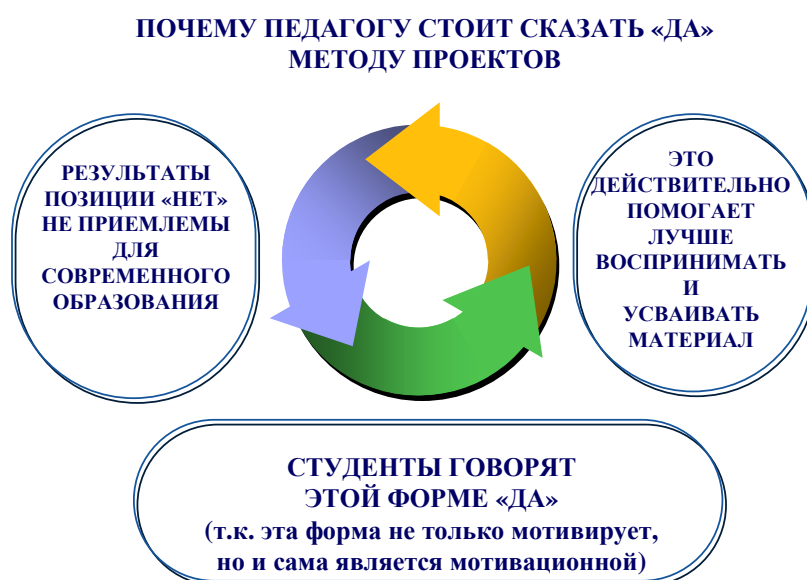 ПОЧЕМУ ПЕДАГОГУ СТОИТ СКАЗАТЬ «ДА»
МЕТОДУ ПРОЕКТОВ
РЕЗУЛЬТАТЫ
ПОЗИЦИИ «НЕТ»
НЕ ПРИЕМЛЕМЫ
ДЛЯ
СОВРЕМЕННОГО
ОБРАЗОВАНИЯ
ЭТО
ДЕЙСТВИТЕЛЬНО
ПОМОГАЕТ
ЛУЧШЕ
ВОСПРИНИМАТЬ
И
УСВАИВАТЬ
МАТЕРИАЛ
СТУДЕНТЫ ГОВОРЯТ
ЭТОЙ ФОРМЕ «ДА»
(т.к. эта форма не только мотивирует,
но и сама является мотивационной)